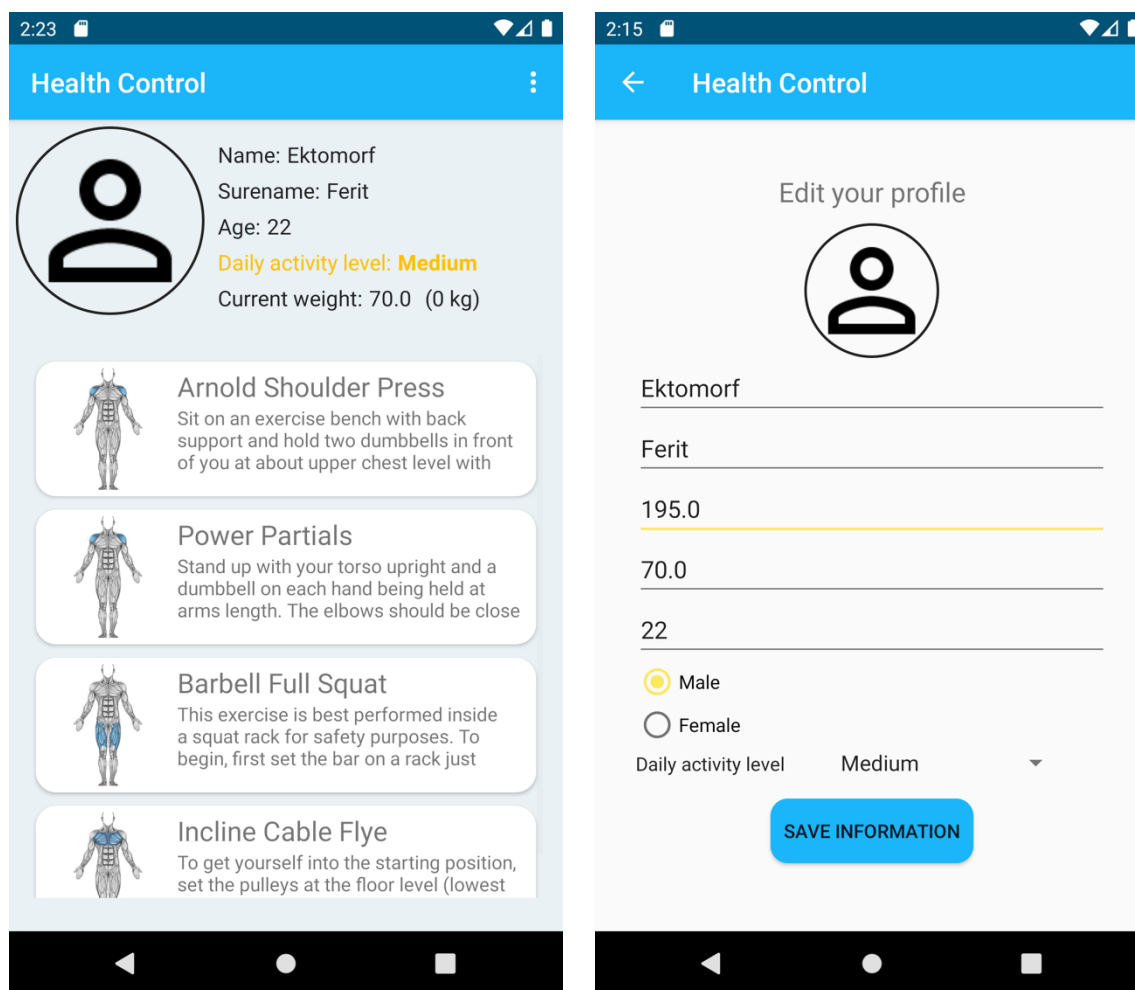 2:23
Health Control
Name: Ektomorf
Surename: Ferit
Age: 22
Daily activity level: Medium
Current weight: 70.0 (0 kg)
Arnold Shoulder Press
Sit on an exercise bench with back
support and hold two dumbbells in front
of you at about upper chest level with
Power Partials
Stand up with your torso upright and a
dumbbell on each hand being held at
arms length. The elbows should be close
Barbell Full Squat
This exercise is best performed inside
a squat rack for safety purposes. To
begin, first set the bar on a rack just
Incline Cable Flye
To get yourself into the starting position,
set the pulleys at the floor level (lowest
2:15
Health Control
Edit your profile
Ektomorf
Ferit
195.0
70.0
22
Male
Female
Daily activity level Medium
SAVE INFORMATION